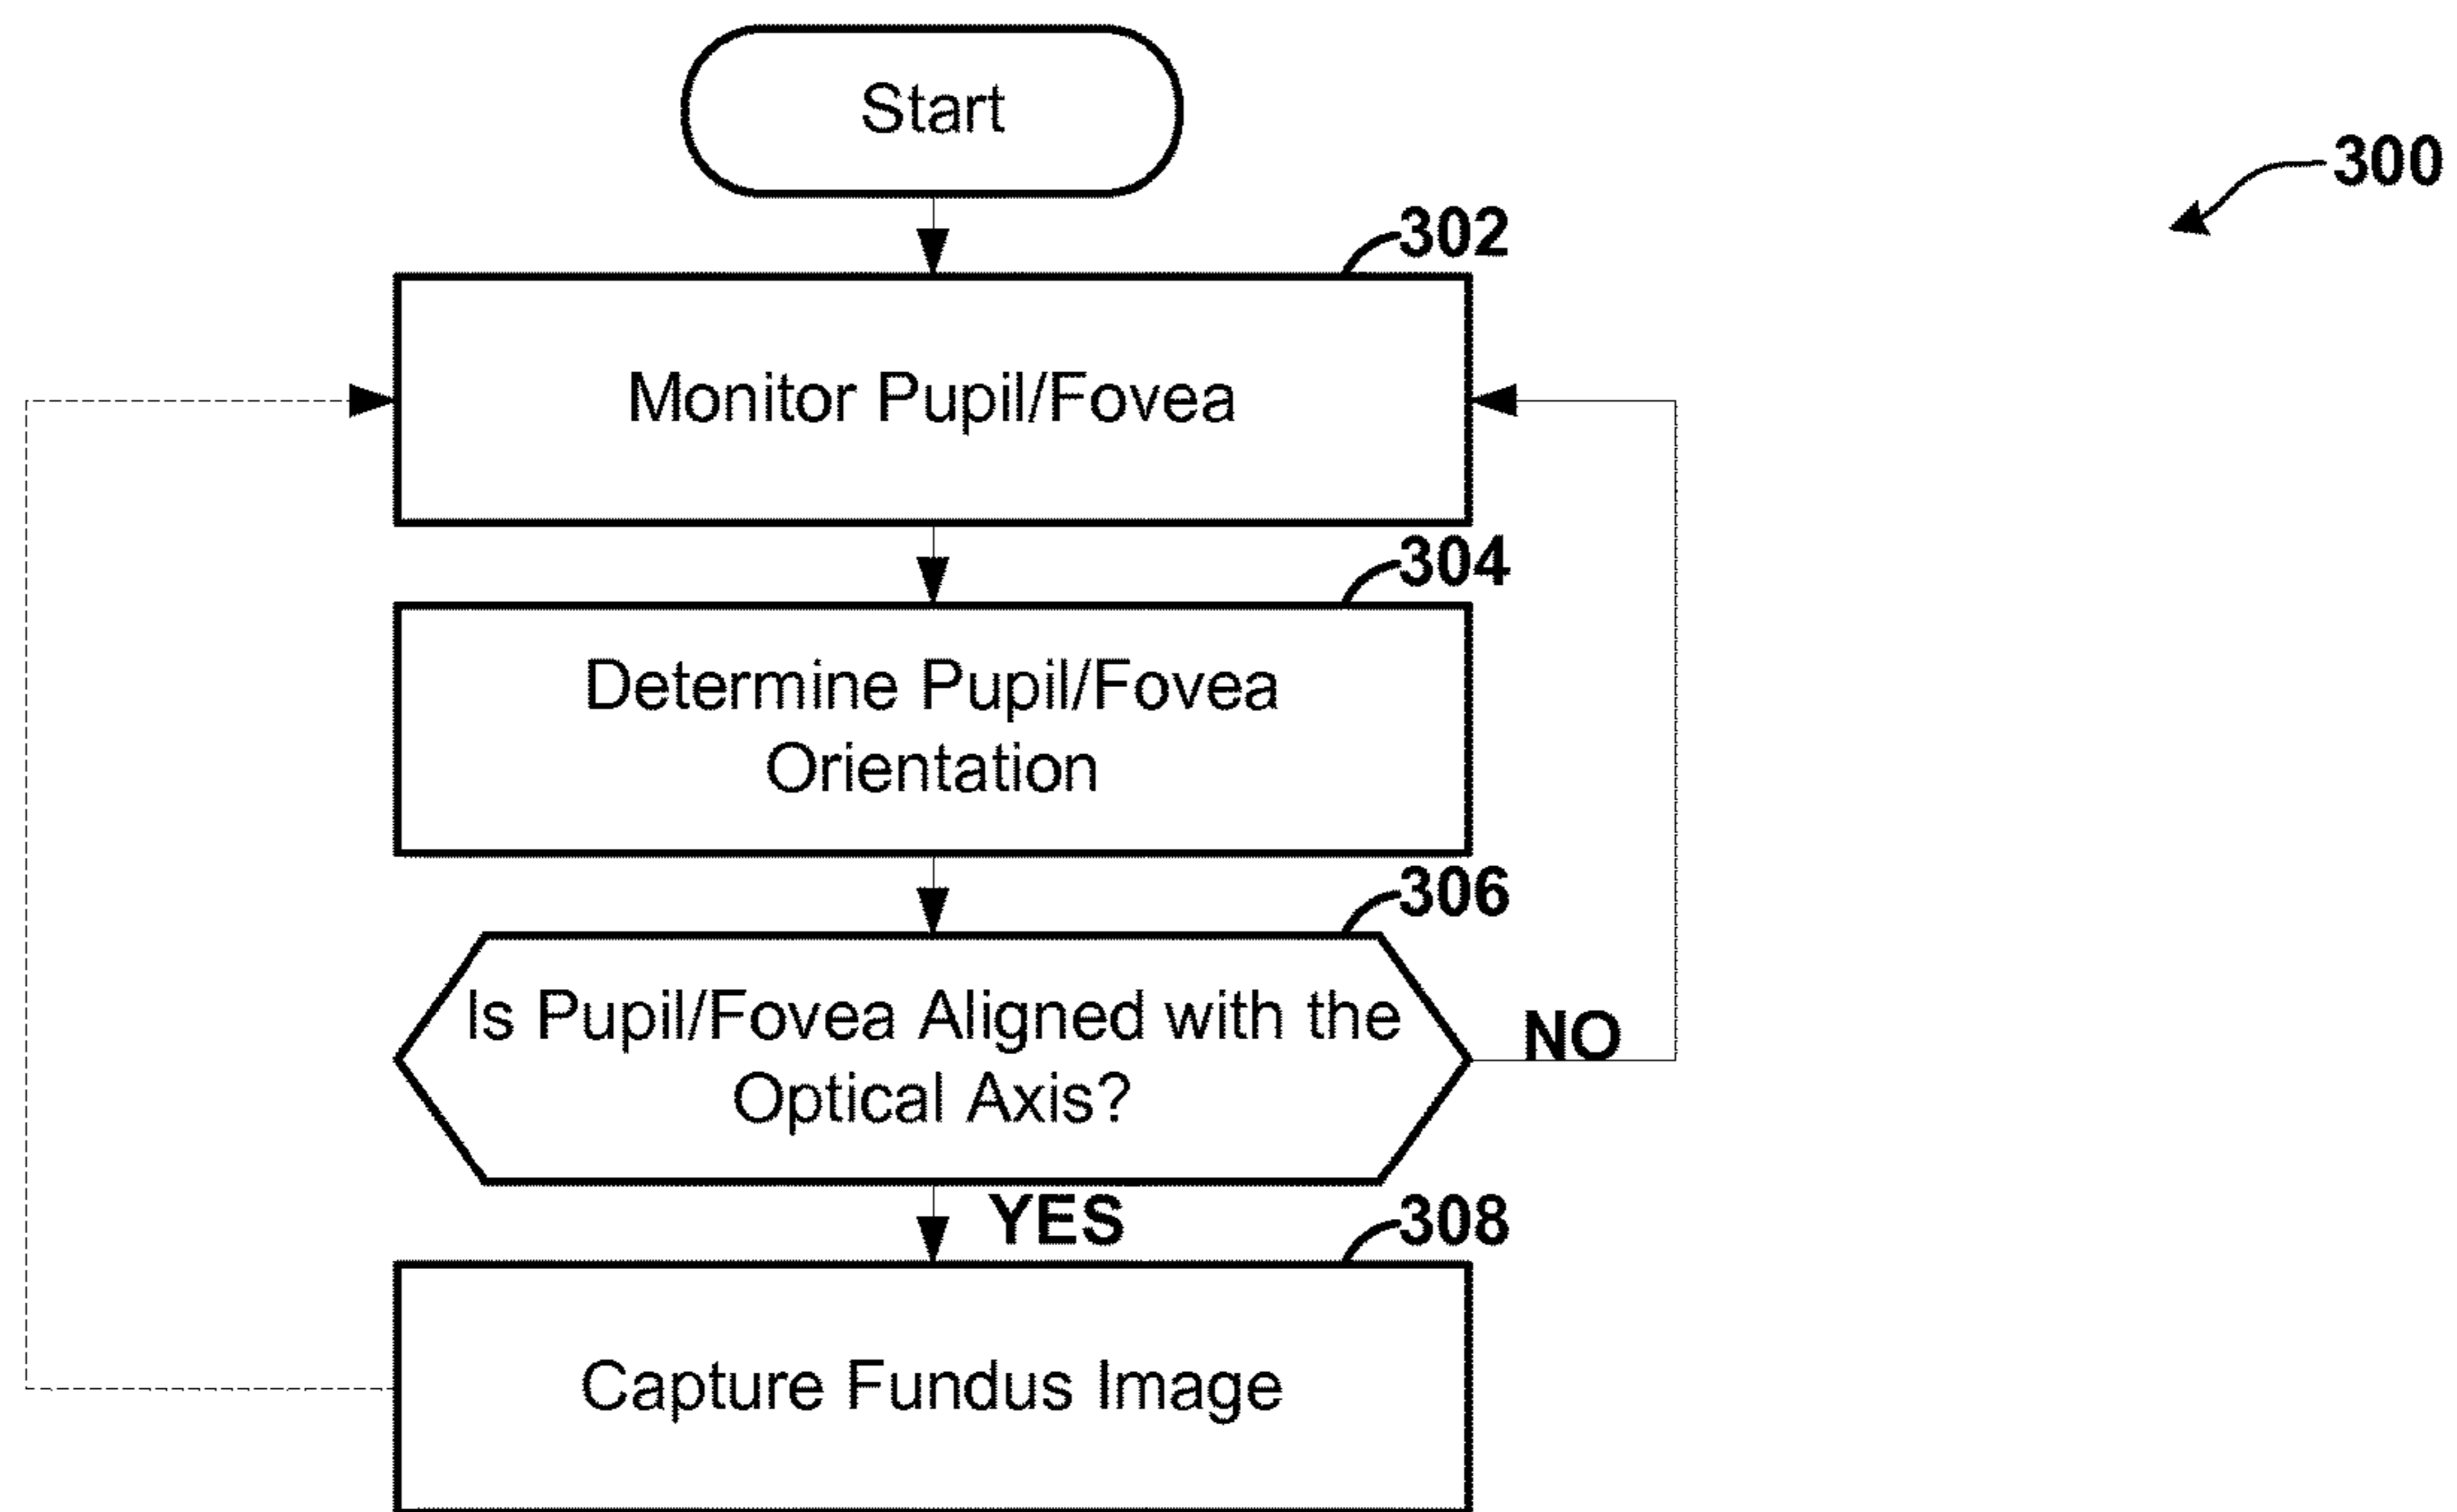 Start
300
302
Monitor Pupil/Fovea
304
Determine Pupil/Fovea
Orientation
306
Is Pupil/Fovea Aligned with the
Optical Axis?
NO
YES
308
Capture Fundus Image